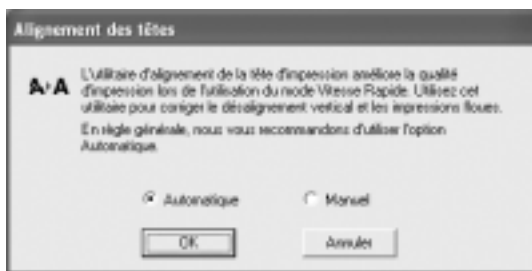 Alignement des têtes
A A
L'utilitaire d'alignement de la tête d'impression améliore la qualité
d'impression lors de l'utilisation du mode Vitesse Rapide. Utilisez cet
utilitaire pour corriger le désalignement vertical et les impressions floues.
En règle générale, nous vous recommandons d'utiliser l'option
Automatique.
Automatique Manuel
OK Annuler